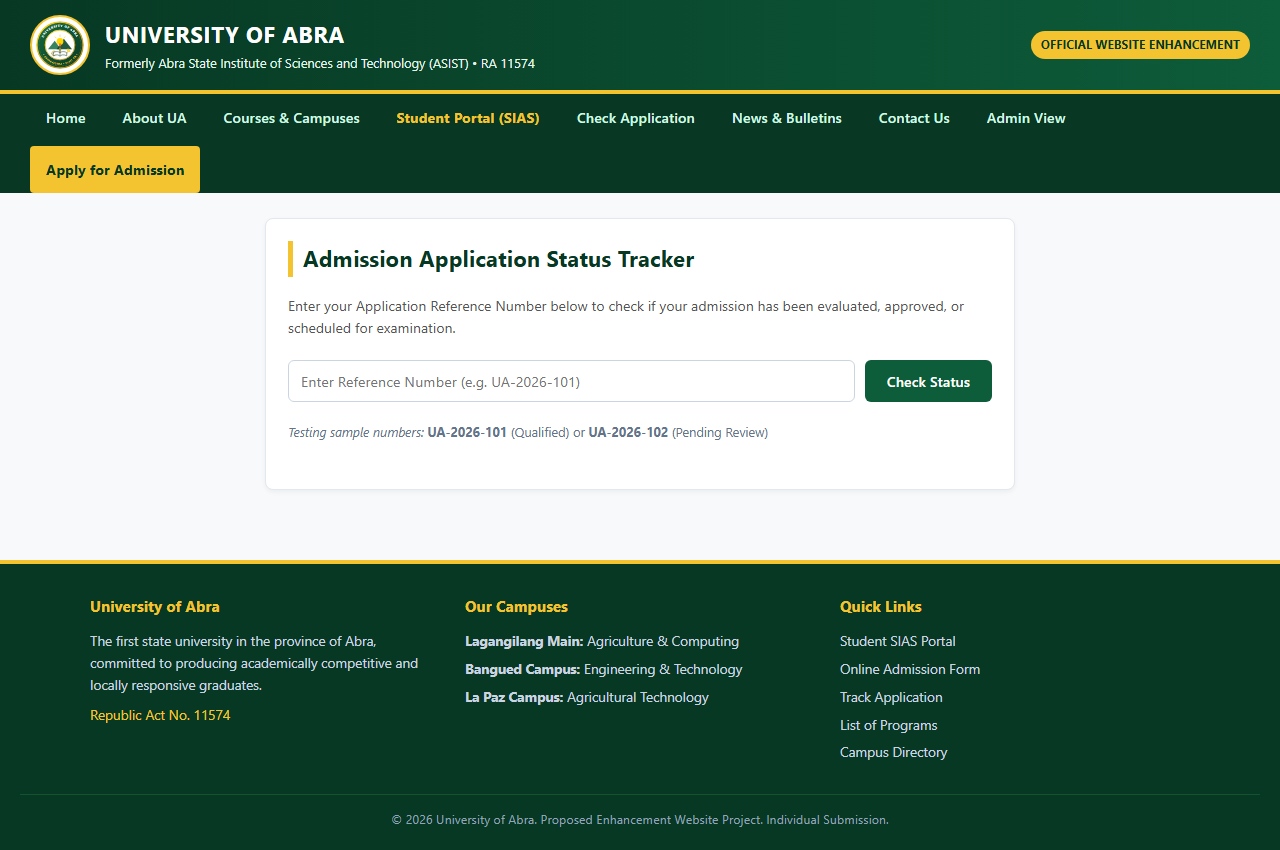 UNIVERSITY OF ABRA
Formerly Abra State Institute of Sciences and Technology (ASIST) • RA 11574
OFFICIAL WEBSITE ENHANCEMENT
Home
About UA
Courses & Campuses
Student Portal (SIAS)
Check Application
News & Bulletins
Contact Us
Admin View
Apply for Admission
Admission Application Status Tracker
Enter your Application Reference Number below to check if your admission has been evaluated, approved, or
scheduled for examination.
Enter Reference Number (e.g. UA-2026-101)
Check Status
Testing sample numbers: UA-2026-101 (Qualified) or UA-2026-102 (Pending Review)
University of Abra
The first state university in the province of Abra,
committed to producing academically competitive and
locally responsive graduates.
Republic Act No. 11574
Our Campuses
Lagangilang Main: Agriculture & Computing
Bangued Campus: Engineering & Technology
La Paz Campus: Agricultural Technology
Quick Links
Student SIAS Portal
Online Admission Form
Track Application
List of Programs
Campus Directory
© 2026 University of Abra. Proposed Enhancement Website Project. Individual Submission.